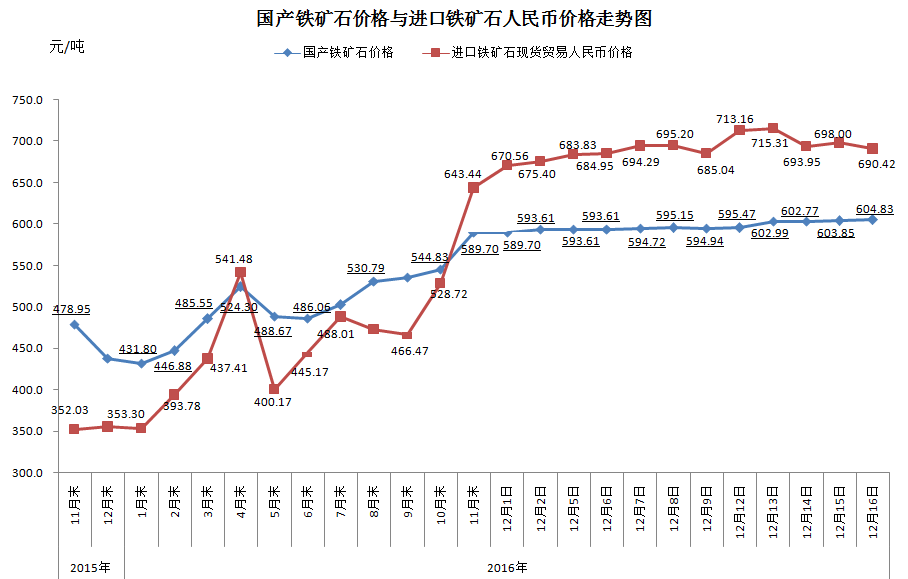 国产铁矿石价格与进口铁矿石人民币价格走势图
元/吨
国产铁矿石价格 进口铁矿石现货贸易人民币价格
750.0
700.0
650.0
600.0
550.0
500.0
450.0
400.0
350.0
300.0
478.95
431.80
446.88
485.55
524.30
488.67
486.06
530.79
544.83
589.70
589.70
593.61
593.61
593.61
594.72
595.15
594.94
595.47
602.99
602.77
603.85
604.83
352.03
353.30
393.78
437.41
541.48
400.17
445.17
488.01
466.47
528.72
643.44
670.56
675.40
683.83
684.95
694.29
695.20
685.04
713.16
715.31
693.95
698.00
690.42
11月末
12月末
1月末
2月末
3月末
4月末
5月末
6月末
7月末
8月末
9月末
10月末
11月末
12月1日
12月2日
12月5日
12月6日
12月7日
12月8日
12月9日
12月12日
12月13日
12月14日
12月15日
12月16日
2015年 2016年